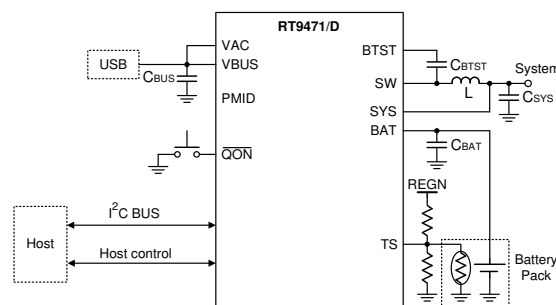 RT9471/D
VAC
VBUS
PMID
QON
USB
CBUS
I²C BUS
Host
Host control
BTST
SW
SYS
BAT
TS
CBTST
L
System
CSYS
CBAT
REGN
Battery
Pack